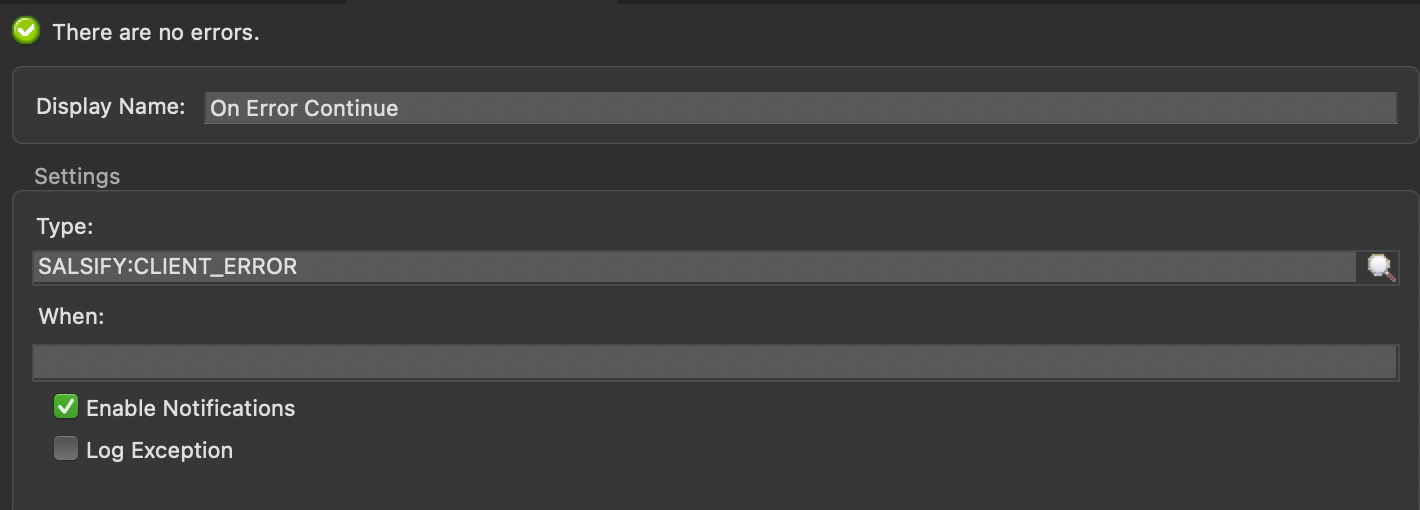 There are no errors.
Display Name: On Error Continue
Settings
Type:
SALSIFY:CLIENT_ERROR
When:
Enable Notifications
Log Exception